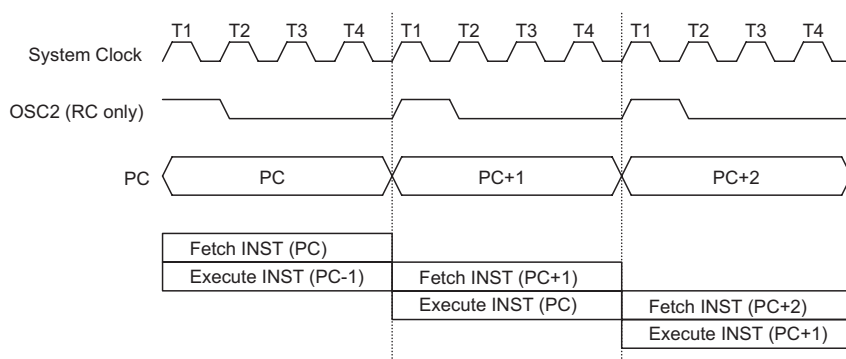 T1 T2 T3 T4 T1 T2 T3 T4 T1 T2 T3 T4
System Clock
OSC2 (RC only)
PC PC PC+1 PC+2
Fetch INST (PC)
Execute INST (PC-1) Fetch INST (PC+1)
Execute INST (PC) Fetch INST (PC+2)
Execute INST (PC+1)